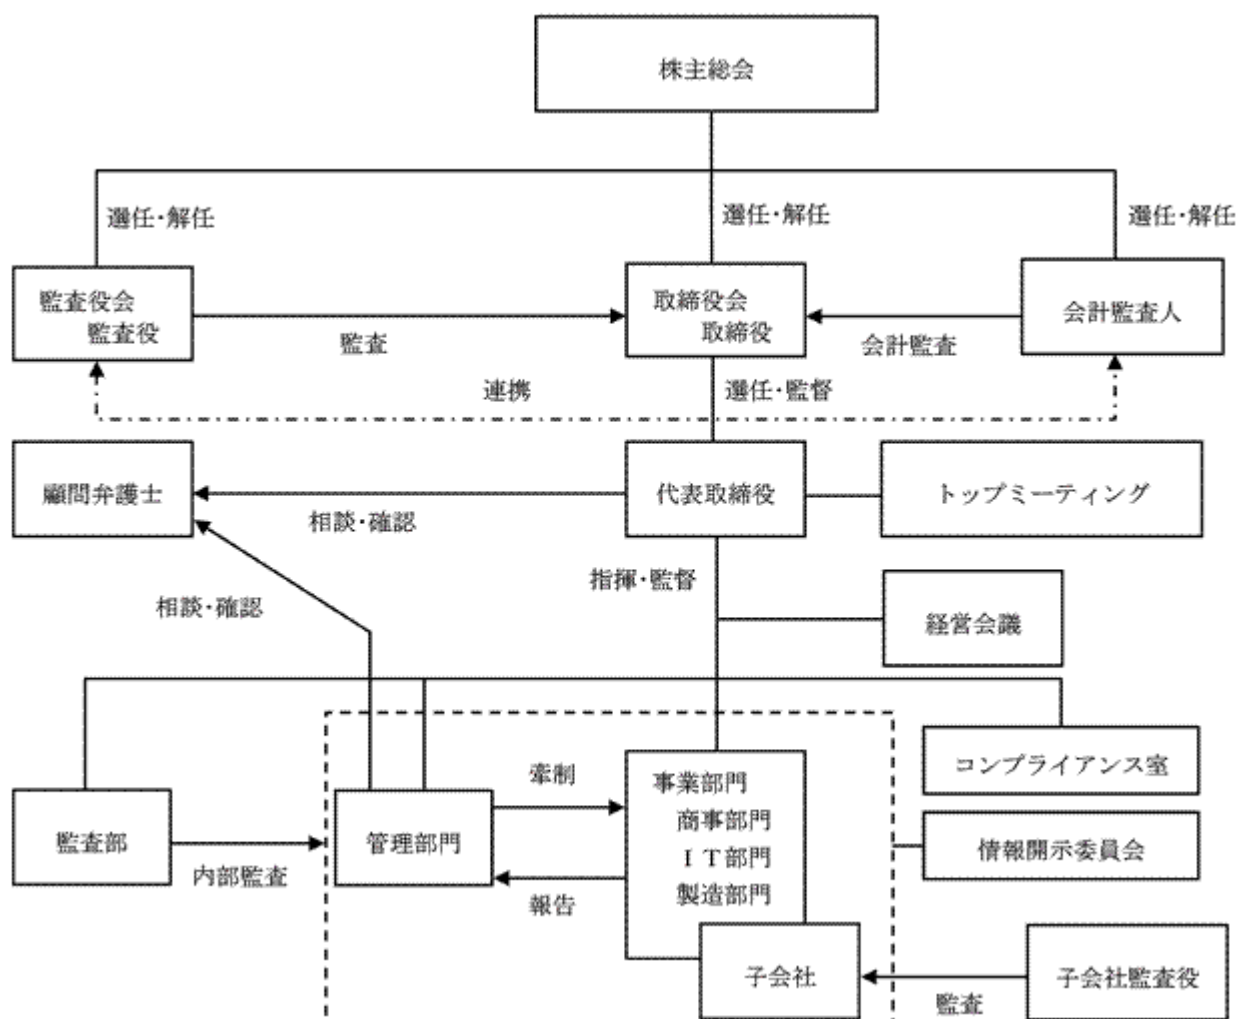 株主総会
選任・解任
選任・解任
選任・解任
監査役会
監査役
取締役会
取締役
会計監査人
監査
会計監査
連携
選任・監督
顧問弁護士
代表取締役
トップミーティング
相談・確認
指揮・監督
相談・確認
経営会議
コンプライアンス室
牽制
事業部門
商事部門
ＩＴ部門
製造部門
監査部
管理部門
情報開示委員会
内部監査
報告
子会社
子会社監査役
監査